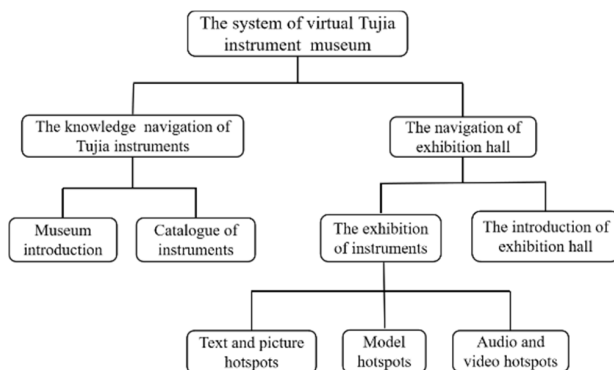 The system of virtual Tujia
instrument museum
The knowledge navigation of
Tujia instruments
The navigation of
exhibition hall
Museum
introduction
Catalogue of
instruments
The exhibition
of instruments
The introduction of
exhibition hall
Text and picture
hotspots
Model
hotspots
Audio and
video hotspots